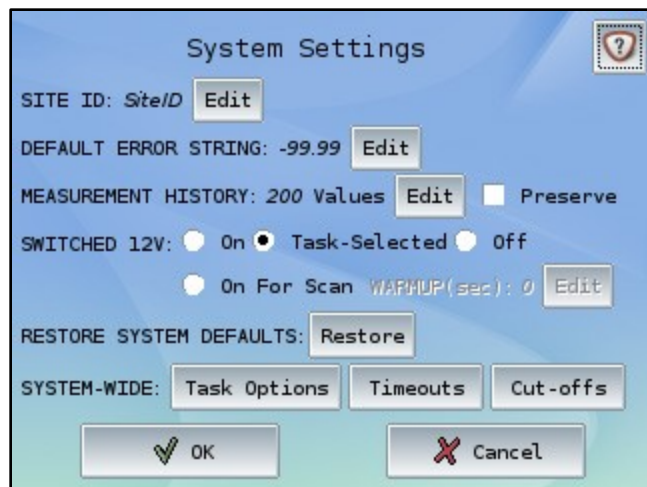 System Settings
?
SITE ID: SiteID Edit
DEFAULT ERROR STRING: -99.99 Edit
MEASUREMENT HISTORY: 200 Values Edit Preserve
SWITCHED 12V: On Task-Selected Off
On For Scan WARMUP(sec): 0 Edit
RESTORE SYSTEM DEFAULTS: Restore
SYSTEM-WIDE: Task Options Timeouts Cut-offs
OK Cancel